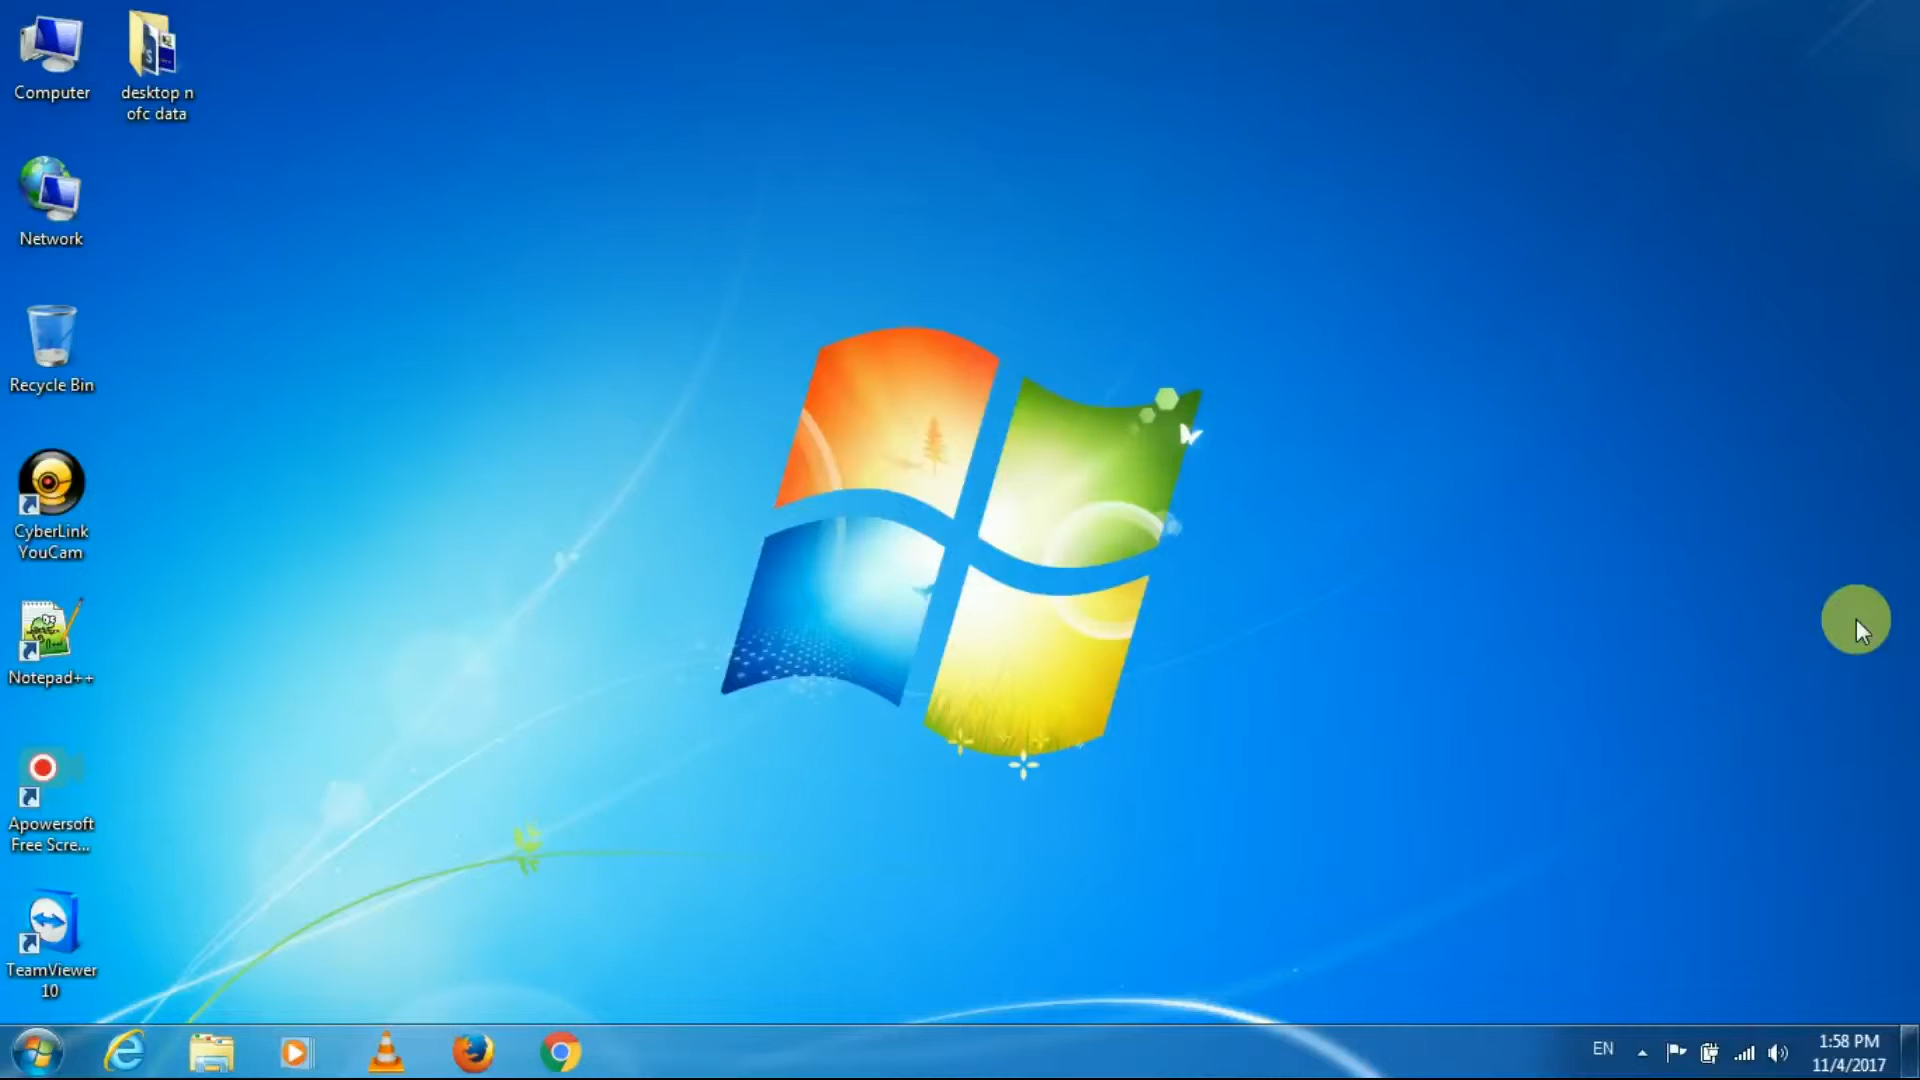 Computer
desktop n
ofc data
Network
Recycle Bin
CyberLink
YouCam
Notepad++
Apowersoft
Free Scre...
TeamViewer
10
EN
1:58 PM
11/4/2017